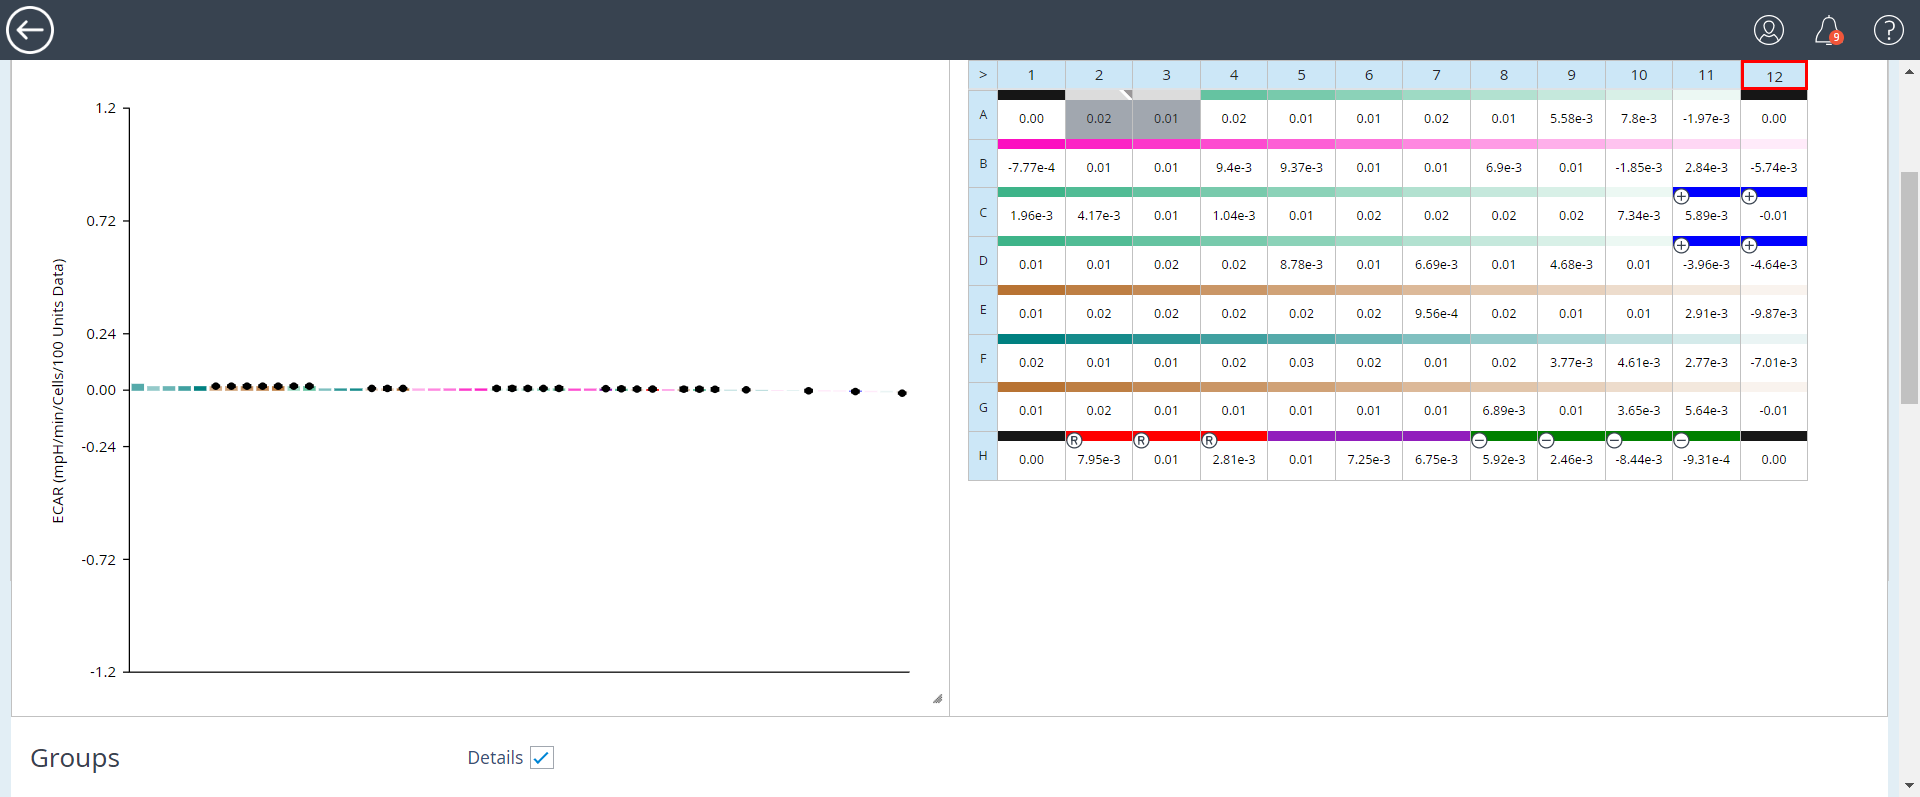 9 ?
1.2
0.72
0.24
0.00
-0.24
-0.72
-1.2
ECAR (mpH/min/Cells/100 Units Data)
> 1 2 3 4 5 6 7 8 9 10 11 12
A 0.00 0.02 0.01 0.02 0.01 0.01 0.02 0.01 5.58e-3 7.8e-3 -1.97e-3 0.00
B -7.77e-4 0.01 0.01 9.4e-3 9.37e-3 0.01 0.01 6.9e-3 0.01 -1.85e-3 2.84e-3 -5.74e-3
+ +
C 1.96e-3 4.17e-3 0.01 1.04e-3 0.01 0.02 0.02 0.02 0.02 7.34e-3 5.89e-3 -0.01
+ +
D 0.01 0.01 0.02 0.02 8.78e-3 0.01 6.69e-3 0.01 4.68e-3 0.01 -3.96e-3 -4.64e-3
E 0.01 0.02 0.02 0.02 0.02 0.02 9.56e-4 0.02 0.01 0.01 2.91e-3 -9.87e-3
F 0.02 0.01 0.01 0.02 0.03 0.02 0.01 0.02 3.77e-3 4.61e-3 2.77e-3 -7.01e-3
G 0.01 0.02 0.01 0.01 0.01 0.01 0.01 6.89e-3 0.01 3.65e-3 5.64e-3 -0.01
R R R − − − −
H 0.00 7.95e-3 0.01 2.81e-3 0.01 7.25e-3 6.75e-3 5.92e-3 2.46e-3 -8.44e-3 -9.31e-4 0.00
Groups Details